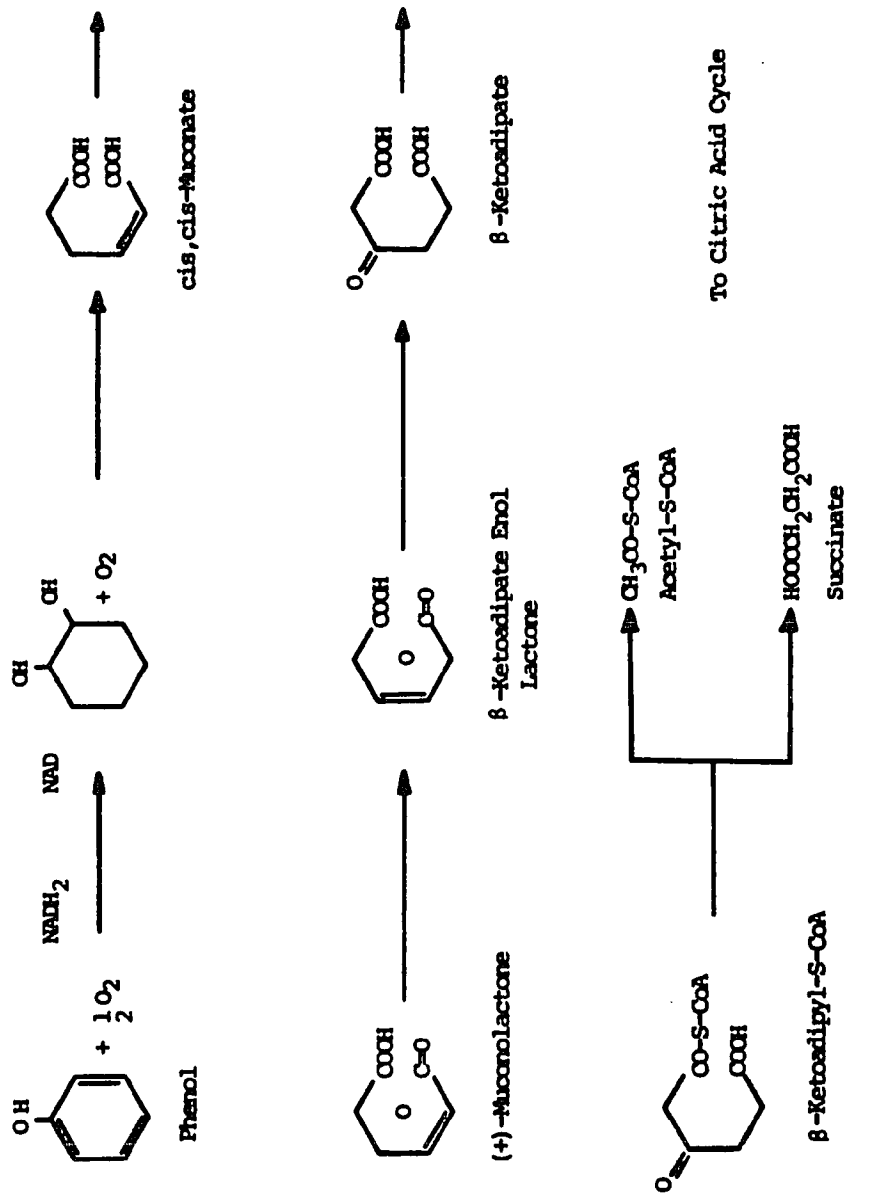 OH
Phenol
+ 1 O2
2
NADH2
NAD
OH
OH
+ O2
COOH
COOH
cis,cis-Muconate
COOH
O
C=O
(+)-Muconolactone
COOH
O
C=O
β-Ketoadipate Enol
Lactone
O
COOH
COOH
β-Ketoadipate
O
CO-S-CoA
COOH
β-Ketoadipyl-S-CoA
CH3CO-S-CoA
Acetyl-S-CoA
HOOCCH2CH2COOH
Succinate
To Citric Acid Cycle